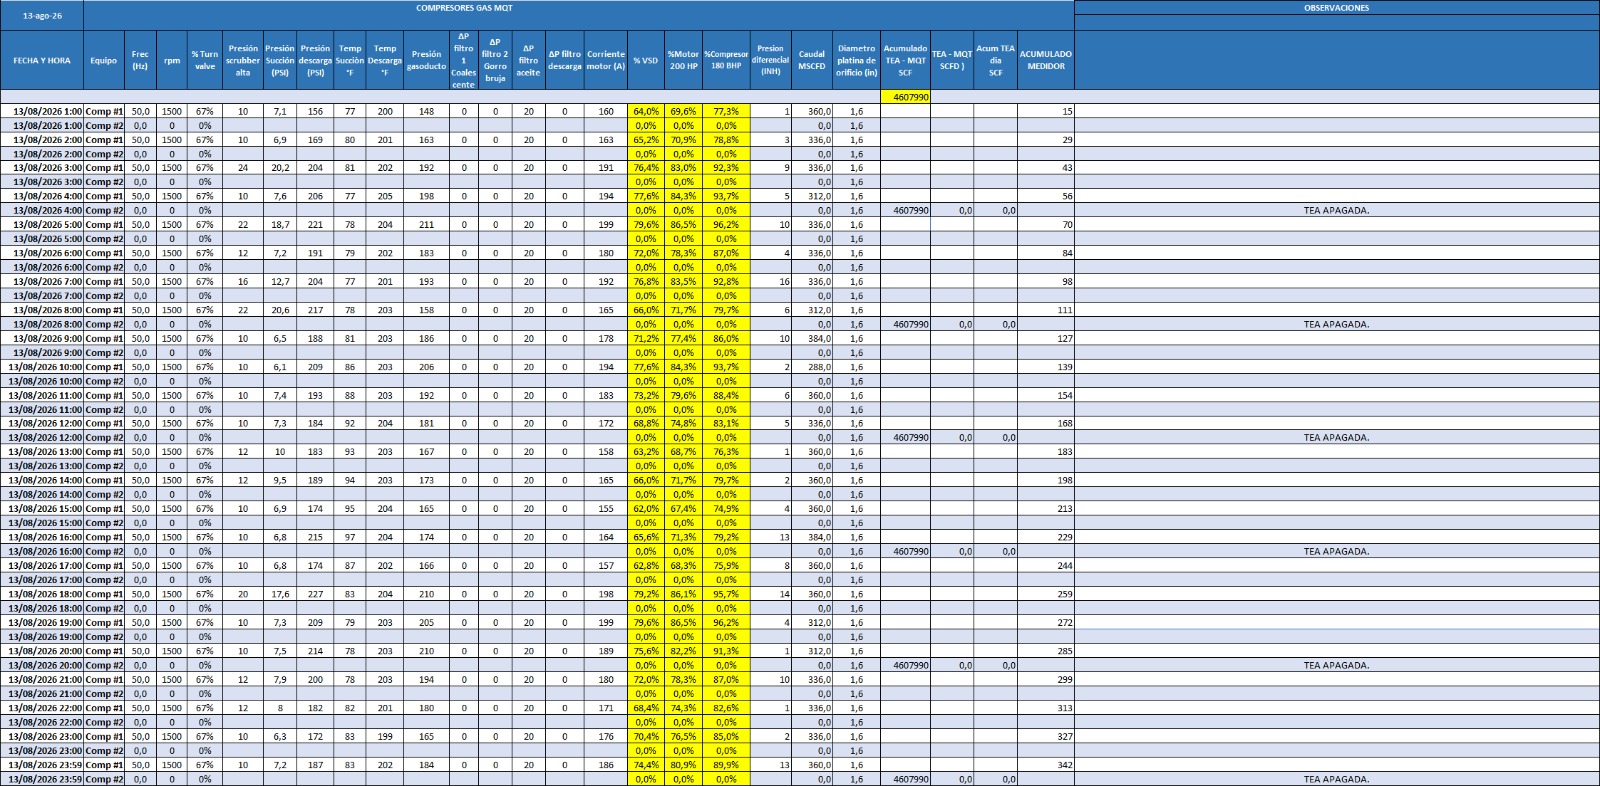 13-ago-26 COMPRESORES GAS MQT OBSERVACIONES
FECHA Y HORA Equipo Frec (Hz) rpm % Turn valve Presión scrubber alta Presión Succión (PSI) Presión descarga (PSI) Temp Succiòn °F Temp Descarga °F Presión gasoducto ΔP filtro 1 Coales cente ΔP filtro 2 Gorro bruja ΔP filtro aceite ΔP filtro descarga Corriente motor (A) % VSD %Motor 200 HP %Compresor 180 BHP Presion diferencial (INH) Caudal MSCFD Diametro platina de orificio (in) Acumulado TEA - MQT SCF TEA - MQT SCFD ) Acum TEA dia SCF ACUMULADO MEDIDOR
4607990
13/08/2026 1:00 Comp #1 50,0 1500 67% 10 7,1 156 77 200 148 0 0 20 0 160 64,0% 69,6% 77,3% 1 360,0 1,6 15
13/08/2026 1:00 Comp #2 0,0 0 0% 0,0% 0,0% 0,0% 0,0 1,6
13/08/2026 2:00 Comp #1 50,0 1500 67% 10 6,9 169 80 201 163 0 0 20 0 163 65,2% 70,9% 78,8% 3 336,0 1,6 29
13/08/2026 2:00 Comp #2 0,0 0 0% 0,0% 0,0% 0,0% 0,0 1,6
13/08/2026 3:00 Comp #1 50,0 1500 67% 24 20,2 204 81 202 192 0 0 20 0 191 76,4% 83,0% 92,3% 9 336,0 1,6 43
13/08/2026 3:00 Comp #2 0,0 0 0% 0,0% 0,0% 0,0% 0,0 1,6
13/08/2026 4:00 Comp #1 50,0 1500 67% 10 7,6 206 77 205 198 0 0 20 0 194 77,6% 84,3% 93,7% 5 312,0 1,6 56
13/08/2026 4:00 Comp #2 0,0 0 0% 0,0% 0,0% 0,0% 0,0 1,6 4607990 0,0 0,0 TEA APAGADA.
13/08/2026 5:00 Comp #1 50,0 1500 67% 22 18,7 221 78 204 211 0 0 20 0 199 79,6% 86,5% 96,2% 10 336,0 1,6 70
13/08/2026 5:00 Comp #2 0,0 0 0% 0,0% 0,0% 0,0% 0,0 1,6
13/08/2026 6:00 Comp #1 50,0 1500 67% 12 7,2 191 79 202 183 0 0 20 0 180 72,0% 78,3% 87,0% 4 336,0 1,6 84
13/08/2026 6:00 Comp #2 0,0 0 0% 0,0% 0,0% 0,0% 0,0 1,6
13/08/2026 7:00 Comp #1 50,0 1500 67% 16 12,7 204 77 201 193 0 0 20 0 192 76,8% 83,5% 92,8% 16 336,0 1,6 98
13/08/2026 7:00 Comp #2 0,0 0 0% 0,0% 0,0% 0,0% 0,0 1,6
13/08/2026 8:00 Comp #1 50,0 1500 67% 22 20,6 217 78 203 158 0 0 20 0 165 66,0% 71,7% 79,7% 6 312,0 1,6 111
13/08/2026 8:00 Comp #2 0,0 0 0% 0,0% 0,0% 0,0% 0,0 1,6 4607990 0,0 0,0 TEA APAGADA.
13/08/2026 9:00 Comp #1 50,0 1500 67% 10 6,5 188 81 203 186 0 0 20 0 178 71,2% 77,4% 86,0% 10 384,0 1,6 127
13/08/2026 9:00 Comp #2 0,0 0 0% 0,0% 0,0% 0,0% 0,0 1,6
13/08/2026 10:00 Comp #1 50,0 1500 67% 10 6,1 209 86 203 206 0 0 20 0 194 77,6% 84,3% 93,7% 2 288,0 1,6 139
13/08/2026 10:00 Comp #2 0,0 0 0% 0,0% 0,0% 0,0% 0,0 1,6
13/08/2026 11:00 Comp #1 50,0 1500 67% 10 7,4 193 88 203 192 0 0 20 0 183 73,2% 79,6% 88,4% 6 360,0 1,6 154
13/08/2026 11:00 Comp #2 0,0 0 0% 0,0% 0,0% 0,0% 0,0 1,6
13/08/2026 12:00 Comp #1 50,0 1500 67% 10 7,3 184 92 204 181 0 0 20 0 172 68,8% 74,8% 83,1% 5 336,0 1,6 168
13/08/2026 12:00 Comp #2 0,0 0 0% 0,0% 0,0% 0,0% 0,0 1,6 4607990 0,0 0,0 TEA APAGADA.
13/08/2026 13:00 Comp #1 50,0 1500 67% 12 10 183 93 203 167 0 0 20 0 158 63,2% 68,7% 76,3% 1 360,0 1,6 183
13/08/2026 13:00 Comp #2 0,0 0 0% 0,0% 0,0% 0,0% 0,0 1,6
13/08/2026 14:00 Comp #1 50,0 1500 67% 12 9,5 189 94 203 173 0 0 20 0 165 66,0% 71,7% 79,7% 2 360,0 1,6 198
13/08/2026 14:00 Comp #2 0,0 0 0% 0,0% 0,0% 0,0% 0,0 1,6
13/08/2026 15:00 Comp #1 50,0 1500 67% 10 6,9 174 95 204 165 0 0 20 0 155 62,0% 67,4% 74,9% 4 360,0 1,6 213
13/08/2026 15:00 Comp #2 0,0 0 0% 0,0% 0,0% 0,0% 0,0 1,6
13/08/2026 16:00 Comp #1 50,0 1500 67% 10 6,8 215 97 204 174 0 0 20 0 164 65,6% 71,3% 79,2% 13 384,0 1,6 229
13/08/2026 16:00 Comp #2 0,0 0 0% 0,0% 0,0% 0,0% 0,0 1,6 4607990 0,0 0,0 TEA APAGADA.
13/08/2026 17:00 Comp #1 50,0 1500 67% 10 6,8 174 87 202 166 0 0 20 0 157 62,8% 68,3% 75,9% 8 360,0 1,6 244
13/08/2026 17:00 Comp #2 0,0 0 0% 0,0% 0,0% 0,0% 0,0 1,6
13/08/2026 18:00 Comp #1 50,0 1500 67% 20 17,6 227 83 204 210 0 0 20 0 198 79,2% 86,1% 95,7% 14 360,0 1,6 259
13/08/2026 18:00 Comp #2 0,0 0 0% 0,0% 0,0% 0,0% 0,0 1,6
13/08/2026 19:00 Comp #1 50,0 1500 67% 10 7,3 209 79 203 205 0 0 20 0 199 79,6% 86,5% 96,2% 4 312,0 1,6 272
13/08/2026 19:00 Comp #2 0,0 0 0% 0,0% 0,0% 0,0% 0,0 1,6
13/08/2026 20:00 Comp #1 50,0 1500 67% 10 7,5 214 78 203 210 0 0 20 0 189 75,6% 82,2% 91,3% 1 312,0 1,6 285
13/08/2026 20:00 Comp #2 0,0 0 0% 0,0% 0,0% 0,0% 0,0 1,6 4607990 0,0 0,0 TEA APAGADA.
13/08/2026 21:00 Comp #1 50,0 1500 67% 12 7,9 200 78 203 194 0 0 20 0 180 72,0% 78,3% 87,0% 10 336,0 1,6 299
13/08/2026 21:00 Comp #2 0,0 0 0% 0,0% 0,0% 0,0% 0,0 1,6
13/08/2026 22:00 Comp #1 50,0 1500 67% 12 8 182 82 201 180 0 0 20 0 171 68,4% 74,3% 82,6% 1 336,0 1,6 313
13/08/2026 22:00 Comp #2 0,0 0 0% 0,0% 0,0% 0,0% 0,0 1,6
13/08/2026 23:00 Comp #1 50,0 1500 67% 10 6,3 172 83 199 165 0 0 20 0 176 70,4% 76,5% 85,0% 2 336,0 1,6 327
13/08/2026 23:00 Comp #2 0,0 0 0% 0,0% 0,0% 0,0% 0,0 1,6
13/08/2026 23:59 Comp #1 50,0 1500 67% 10 7,2 187 83 202 184 0 0 20 0 186 74,4% 80,9% 89,9% 13 360,0 1,6 342
13/08/2026 23:59 Comp #2 0,0 0 0% 0,0% 0,0% 0,0% 0,0 1,6 4607990 0,0 0,0 TEA APAGADA.